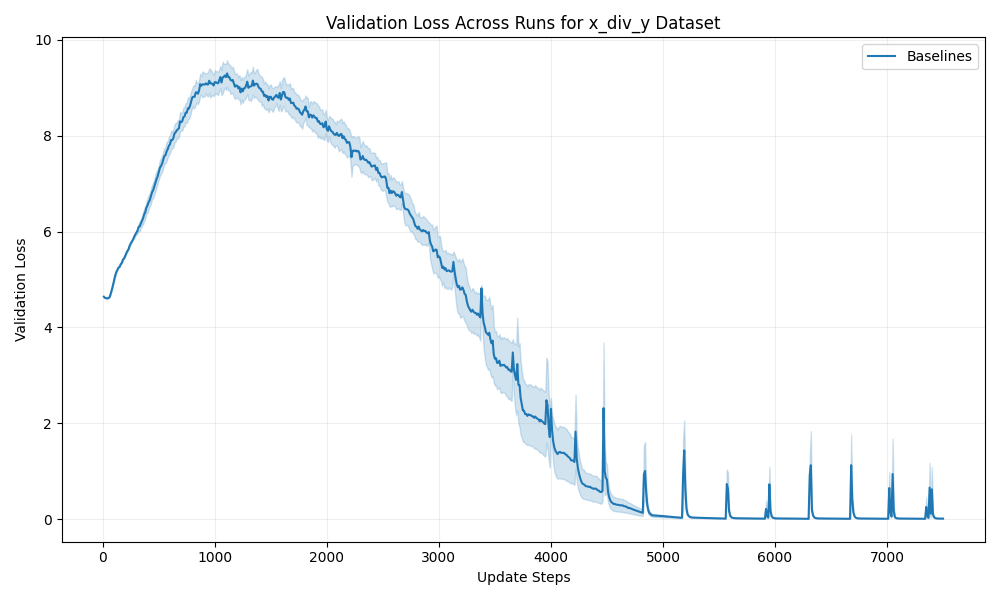 Validation Loss Across Runs for x_div_y Dataset
Baselines
Validation Loss
10
8
6
4
2
0
0 1000 2000 3000 4000 5000 6000 7000
Update Steps